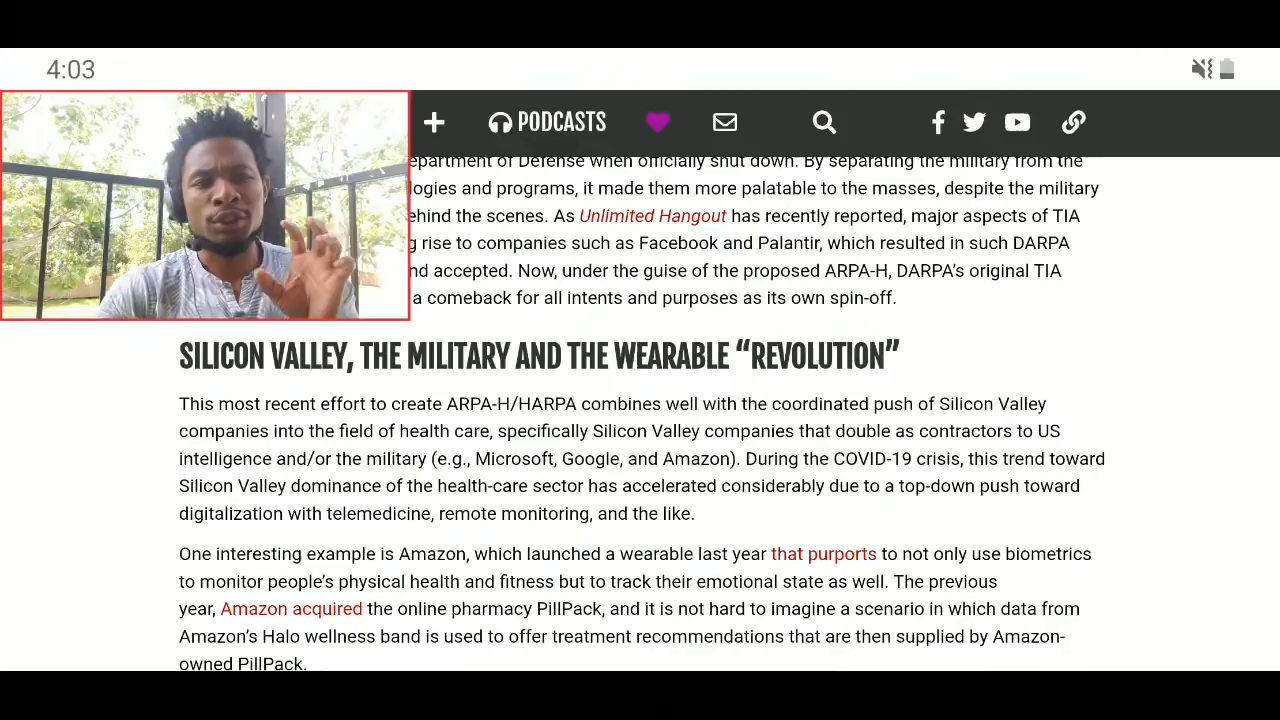 4:03
PODCASTS
epartment of Defense when officially shut down. By separating the military from the
logies and programs, it made them more palatable to the masses, despite the military
ehind the scenes. As Unlimited Hangout has recently reported, major aspects of TIA
g rise to companies such as Facebook and Palantir, which resulted in such DARPA
nd accepted. Now, under the guise of the proposed ARPA-H, DARPA’s original TIA
a comeback for all intents and purposes as its own spin-off.
SILICON VALLEY, THE MILITARY AND THE WEARABLE “REVOLUTION”
This most recent effort to create ARPA-H/HARPA combines well with the coordinated push of Silicon Valley
companies into the field of health care, specifically Silicon Valley companies that double as contractors to US
intelligence and/or the military (e.g., Microsoft, Google, and Amazon). During the COVID-19 crisis, this trend toward
Silicon Valley dominance of the health-care sector has accelerated considerably due to a top-down push toward
digitalization with telemedicine, remote monitoring, and the like.
One interesting example is Amazon, which launched a wearable last year that purports to not only use biometrics
to monitor people’s physical health and fitness but to track their emotional state as well. The previous
year, Amazon acquired the online pharmacy PillPack, and it is not hard to imagine a scenario in which data from
Amazon’s Halo wellness band is used to offer treatment recommendations that are then supplied by Amazon-
owned PillPack.